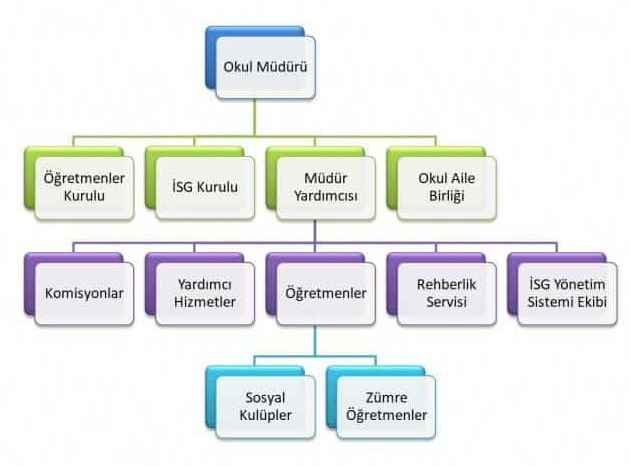 Okul Müdürü
Öğretmenler
Kurulu
İSG Kurulu
Müdür
Yardımcısı
Okul Aile
Birliği
Komisyonlar
Yardımcı
Hizmetler
Öğretmenler
Rehberlik
Servisi
İSG Yönetim
Sistemi Ekibi
Sosyal
Kulüpler
Zümre
Öğretmenler